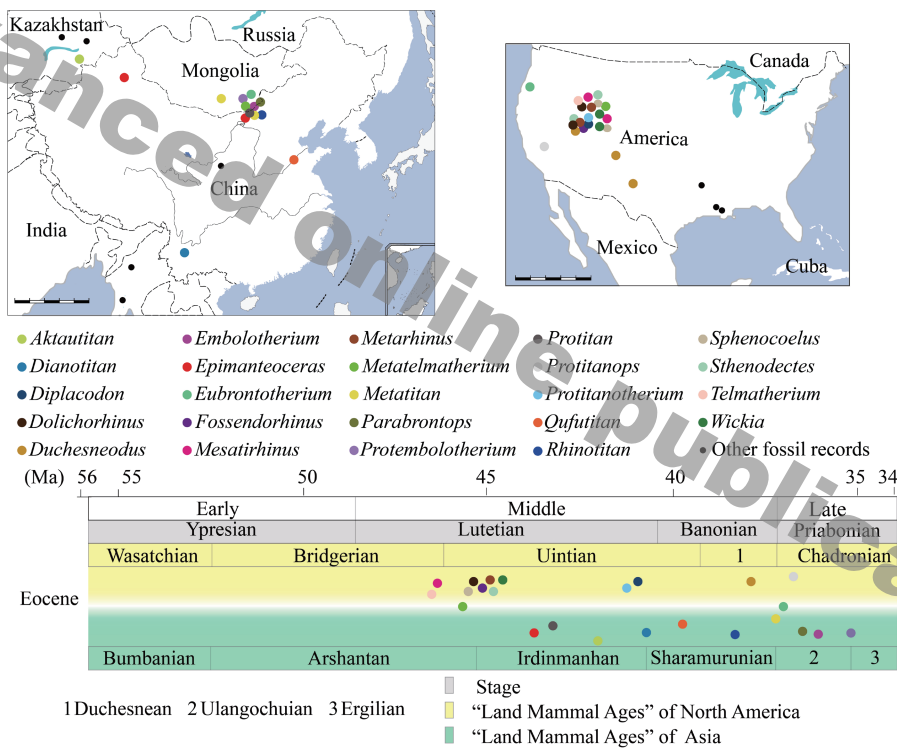 Kazakhstan
Russia
Mongolia
China
India
Canada
America
Mexico
Cuba
Aktautitan
Dianotitan
Diplacodon
Dolichorhinus
Duchesneodus
Embolotherium
Epimanteoceras
Eubrontotherium
Fossendorhinus
Mesatirhinus
Metarhinus
Metatelmatherium
Metatitan
Parabrontops
Protembolotherium
Protitan
Protitanops
Protitanotherium
Qufutitan
Rhinotitan
Sphenocoelus
Sthenodectes
Telmatherium
Wickia
Other fossil records
(Ma) 56 55 50 45 40 35 34
Early Middle Late
Ypresian Lutetian Banonian Priabonian
Wasatchian Bridgerian Uintian 1 Chadronian
Eocene
Bumbanian Arshantan Irdinmanhan Sharamurunian 2 3
1 Duchesnean 2 Ulangochuian 3 Ergilian
Stage
“Land Mammal Ages” of North America
“Land Mammal Ages” of Asia
anced online publica